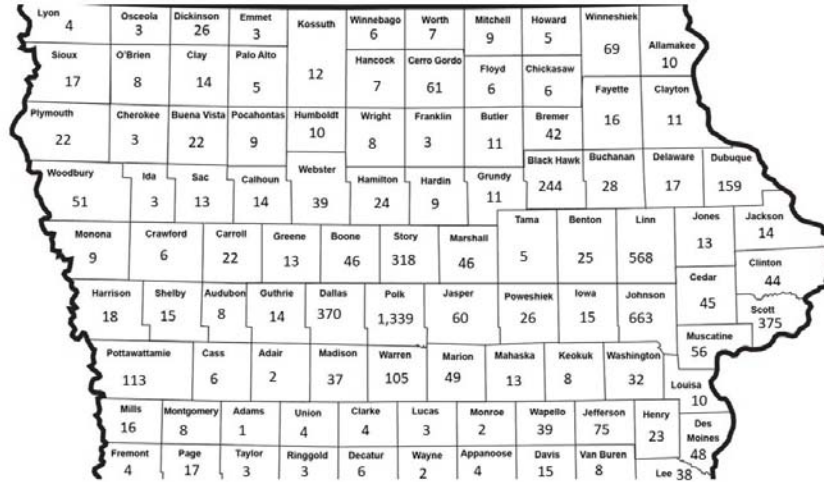 Lyon
4
Osceola
3
Dickinson
26
Emmet
3
Kossuth
12
Winnebago
6
Worth
7
Mitchell
9
Howard
5
Winneshiek
69
Allamakee
10
Sioux
17
O'Brien
8
Clay
14
Palo Alto
5
Hancock
7
Cerro Gordo
61
Floyd
6
Chickasaw
6
Fayette
16
Clayton
11
Plymouth
22
Cherokee
3
Buena Vista
22
Pocahontas
9
Humboldt
10
Wright
8
Franklin
3
Butler
11
Bremer
42
Woodbury
51
Ida
3
Sac
13
Calhoun
14
Webster
39
Hamilton
24
Hardin
9
Grundy
11
Black Hawk
244
Buchanan
28
Delaware
17
Dubuque
159
Monona
9
Crawford
6
Carroll
22
Greene
13
Boone
46
Story
318
Marshall
46
Tama
5
Benton
25
Linn
568
Jones
13
Jackson
14
Clinton
44
Cedar
45
Harrison
18
Shelby
15
Audubon
8
Guthrie
14
Dallas
370
Polk
1,339
Jasper
60
Poweshiek
26
Iowa
15
Johnson
663
Scott
375
Muscatine
56
Pottawattamie
113
Cass
6
Adair
2
Madison
37
Warren
105
Marion
49
Mahaska
13
Keokuk
8
Washington
32
Louisa
10
Mills
16
Montgomery
8
Adams
1
Union
4
Clarke
4
Lucas
3
Monroe
2
Wapello
39
Jefferson
75
Henry
23
Des
Moines
48
Fremont
4
Page
17
Taylor
3
Ringgold
3
Decatur
6
Wayne
2
Appanoose
4
Davis
15
Van Buren
8
Lee 38